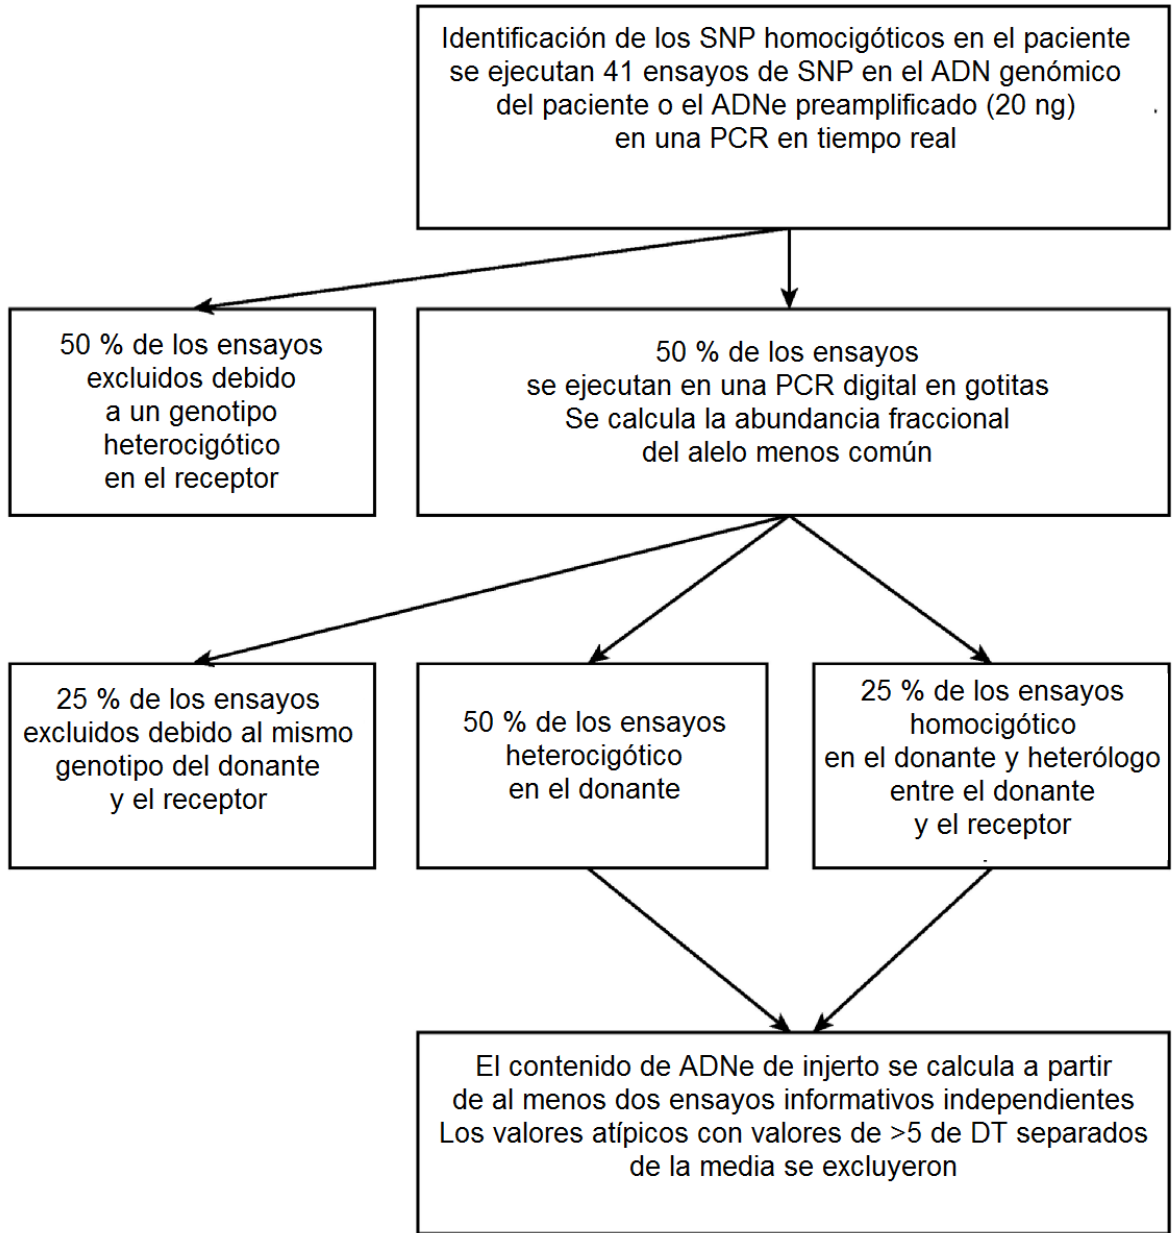 Identificación de los SNP homocigóticos en el paciente
se ejecutan 41 ensayos de SNP en el ADN genómico
del paciente o el ADNe preamplificado (20 ng)
en una PCR en tiempo real
50 % de los ensayos
excluidos debido
a un genotipo
heterocigótico
en el receptor
50 % de los ensayos
se ejecutan en una PCR digital en gotitas
Se calcula la abundancia fraccional
del alelo menos común
25 % de los ensayos
excluidos debido al mismo
genotipo del donante
y el receptor
50 % de los ensayos
heterocigótico
en el donante
25 % de los ensayos
homocigótico
en el donante y heterólogo
entre el donante
y el receptor
El contenido de ADNe de injerto se calcula a partir
de al menos dos ensayos informativos independientes
Los valores atípicos con valores de >5 de DT separados
de la media se excluyeron